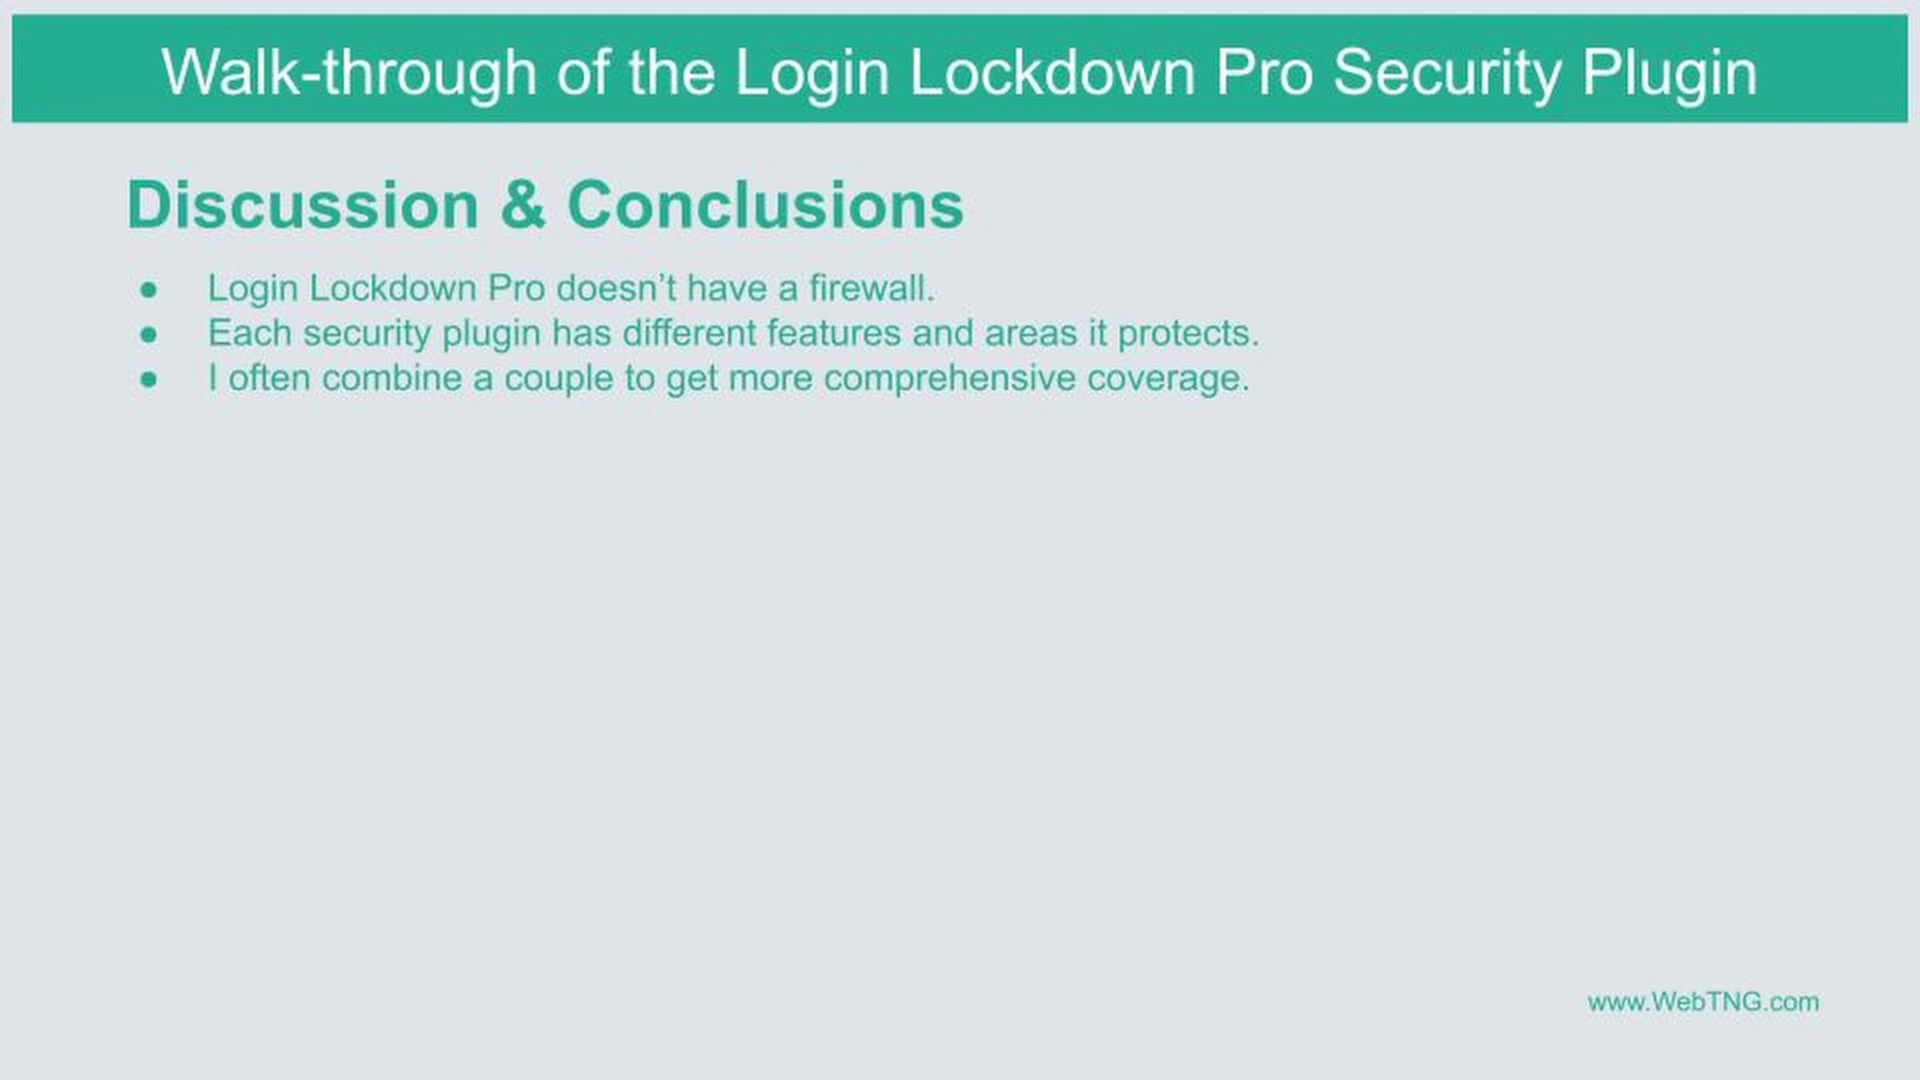 Walk-through of the Login Lockdown Pro Security Plugin
Discussion & Conclusions
● Login Lockdown Pro doesn’t have a firewall.
● Each security plugin has different features and areas it protects.
● I often combine a couple to get more comprehensive coverage.
www.WebTNG.com